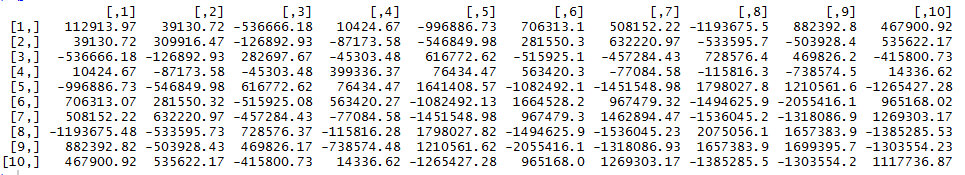 [,1] [,2] [,3] [,4] [,5] [,6] [,7] [,8] [,9] [,10]
[1,] 112913.97 39130.72 -536666.18 10424.67 -996886.73 706313.1 508152.22 -1193675.5 882392.8 467900.92
[2,] 39130.72 309916.47 -126892.93 -87173.58 -546849.98 281550.3 632220.97 -533595.7 -503928.4 535622.17
[3,] -536666.18 -126892.93 282697.67 -45303.48 616772.62 -515925.1 -457284.43 728576.4 469826.2 -415800.73
[4,] 10424.67 -87173.58 -45303.48 399336.37 76434.47 563420.3 -77084.58 -115816.3 -738574.5 14336.62
[5,] -996886.73 -546849.98 616772.62 76434.47 1641408.57 -1082492.1 -1451548.98 1798027.8 1210561.6 -1265427.28
[6,] 706313.07 281550.32 -515925.08 563420.27 -1082492.13 1664528.2 967479.32 -1494625.9 -2055416.1 965168.02
[7,] 508152.22 632220.97 -457284.43 -77084.58 -1451548.98 967479.3 1462894.47 -1536045.2 -1318086.9 1269303.17
[8,] -1193675.48 -533595.73 728576.37 -115816.28 1798027.82 -1494625.9 -1536045.23 2075056.1 1657383.9 -1385285.53
[9,] 882392.82 -503928.43 469826.17 -738574.48 1210561.62 -2055416.1 -1318086.93 1657383.9 1699395.7 -1303554.23
[10,] 467900.92 535622.17 -415800.73 14336.62 -1265427.28 965168.0 1269303.17 -1385285.5 -1303554.2 1117736.87